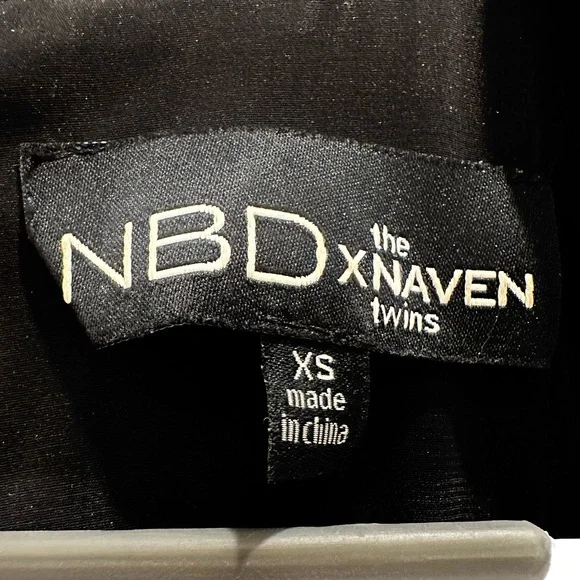 NBD x the NAVEN twins
XS
made
in china